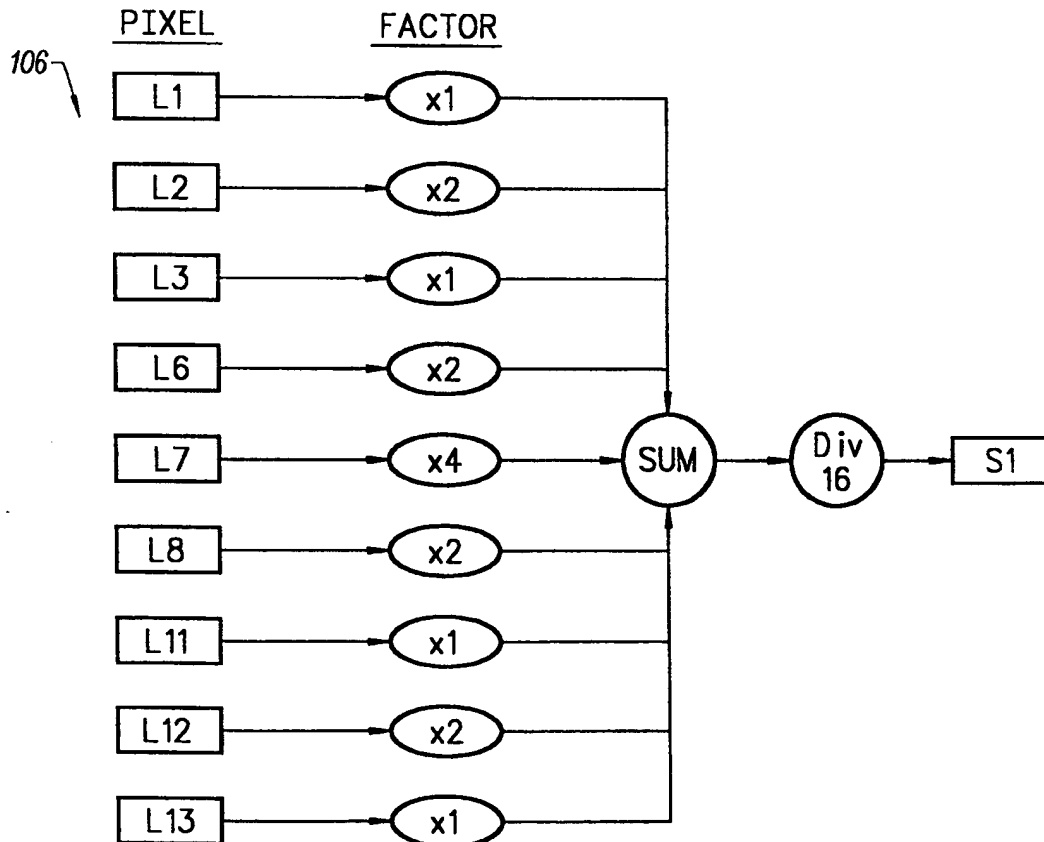 PIXEL FACTOR
106
L1 x1
L2 x2
L3 x1
L6 x2
L7 x4 SUM Div 16 S1
L8 x2
L11 x1
L12 x2
L13 x1